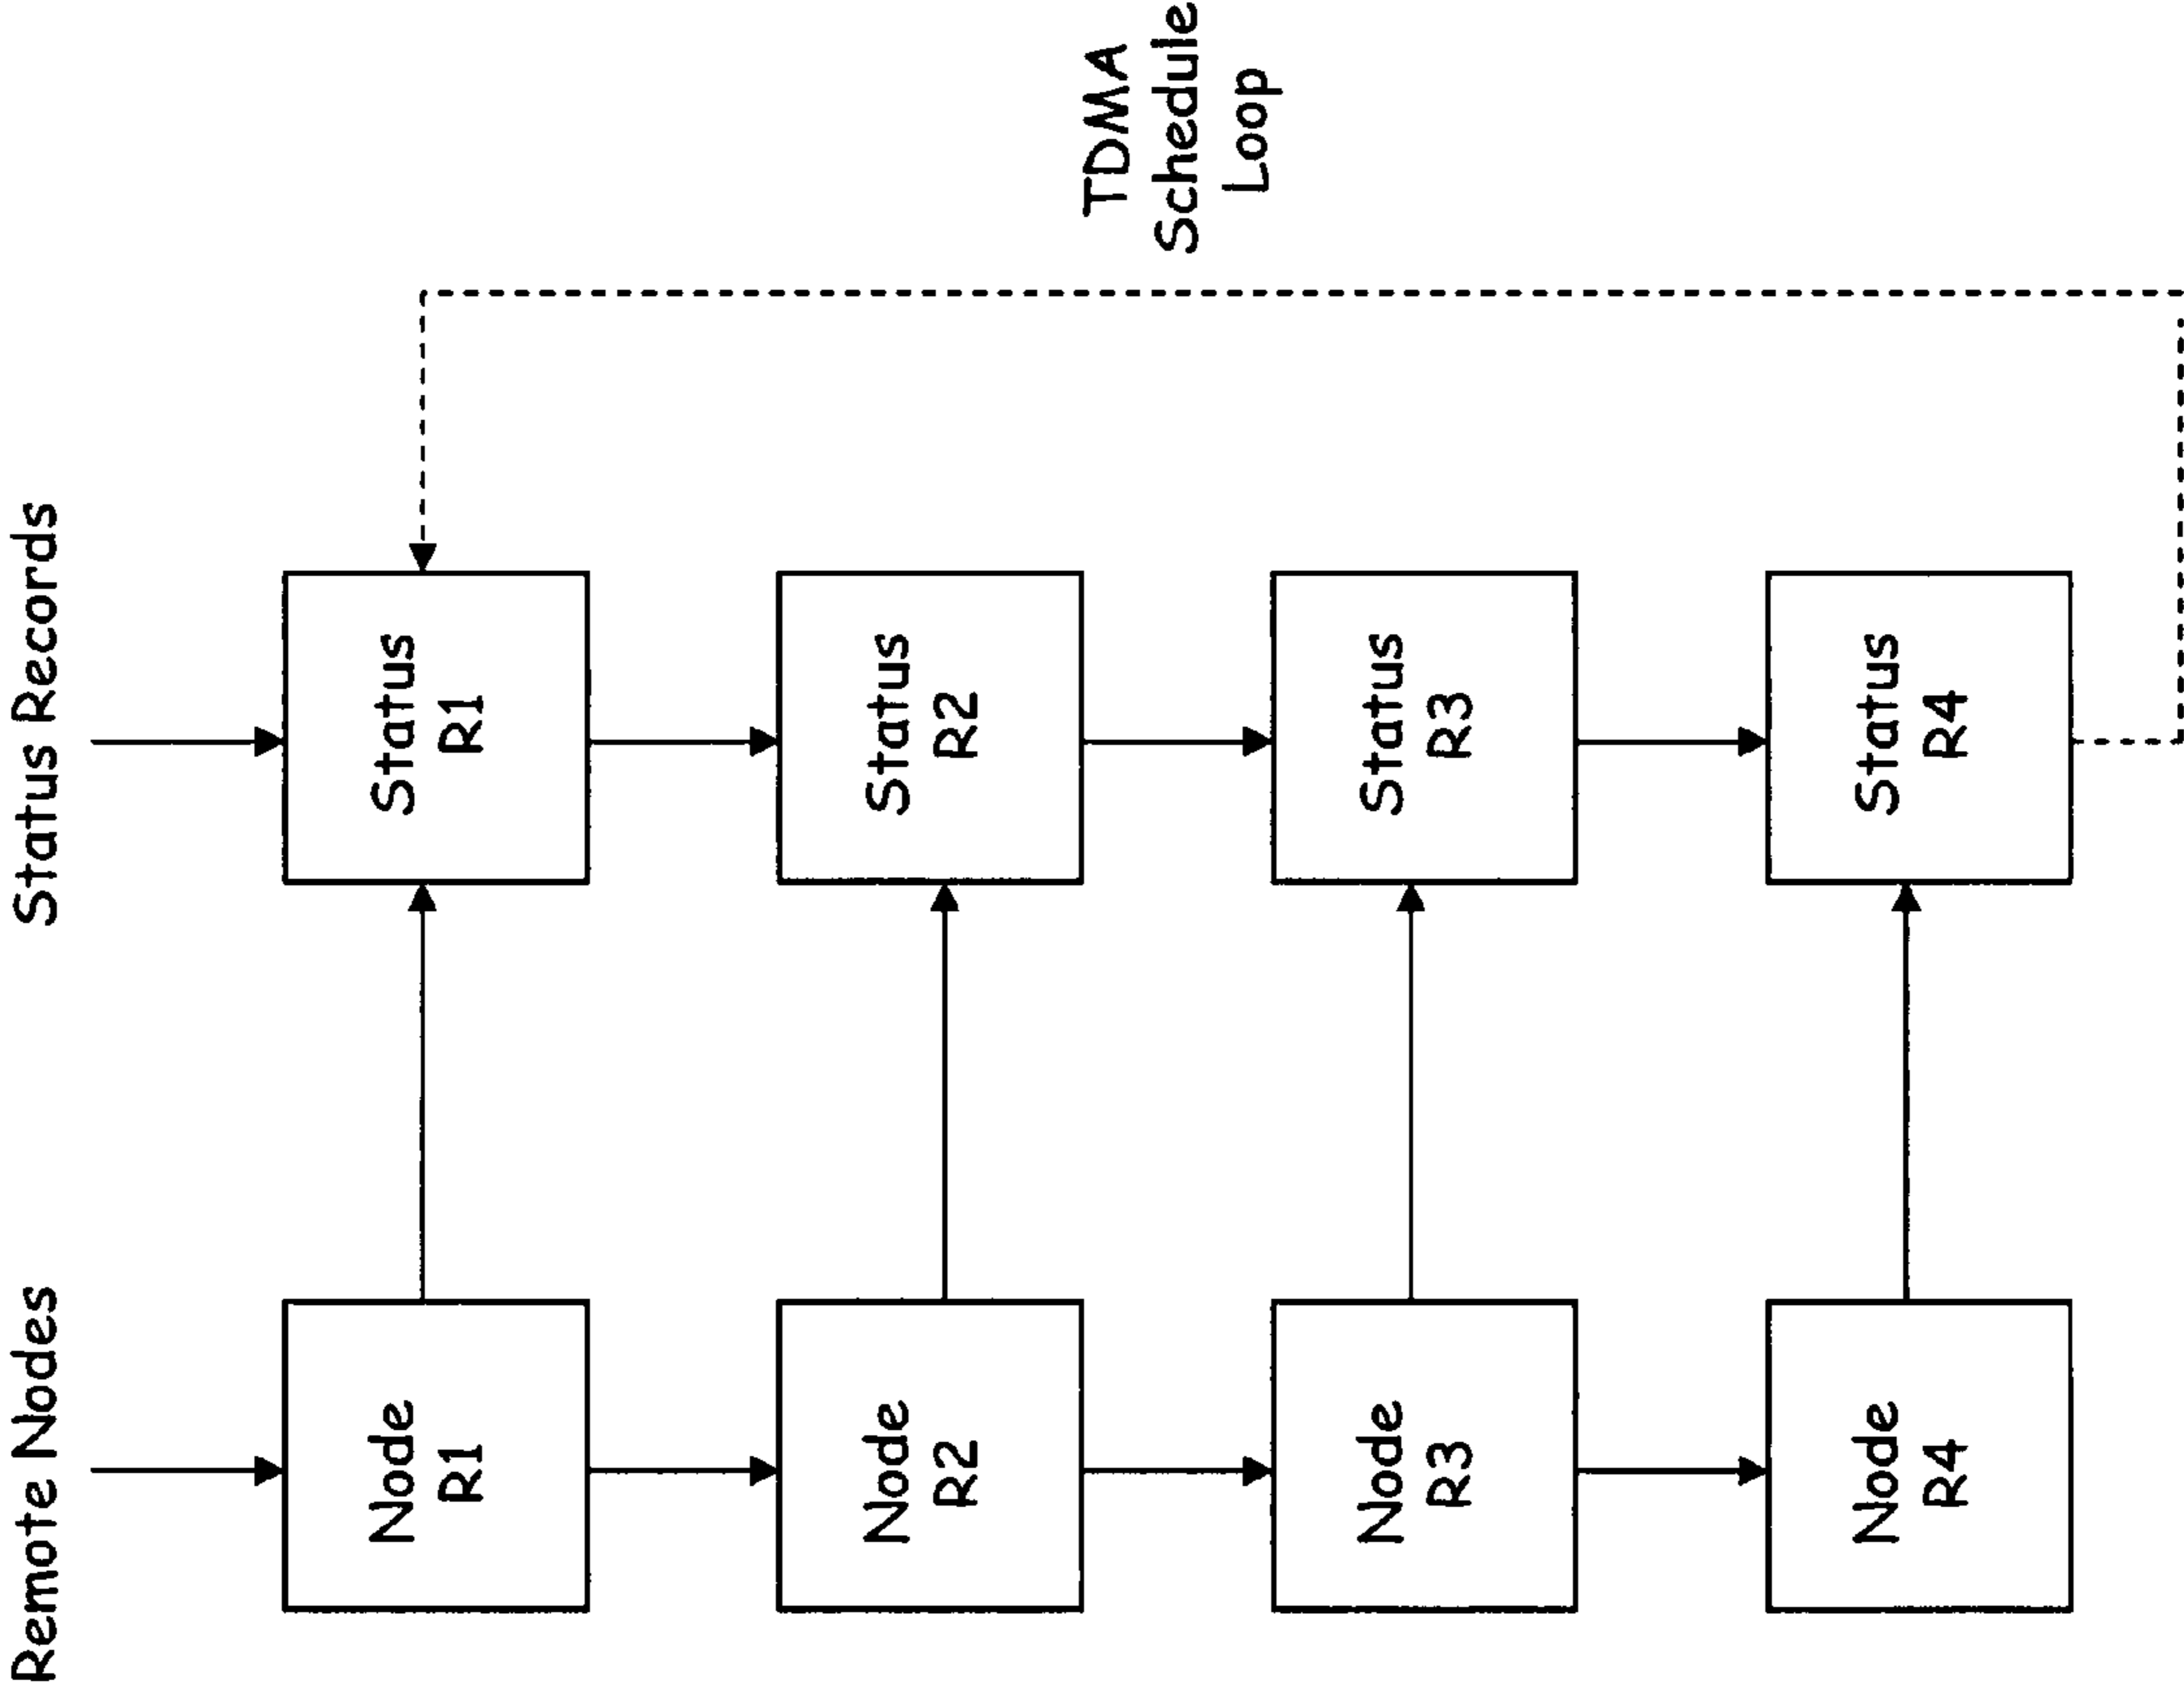 Remote Nodes
Status Records
Node
R1
Status
R1
Node
R2
Status
R2
TDMA
Schedule
Loop
Node
R3
Status
R3
Node
R4
Status
R4